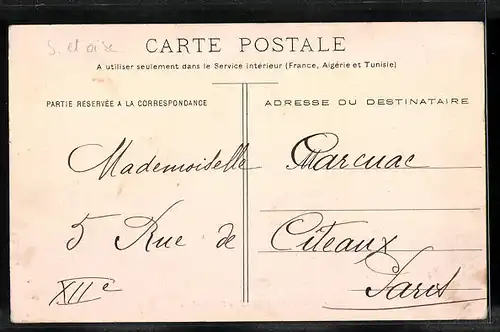 S. et oise
CARTE POSTALE
A utiliser seulement dans le Service intérieur (France, Algérie et Tunisie)
PARTIE RÉSERVÉE A LA CORRESPONDANCE
ADRESSE DU DESTINATAIRE
Mademoiselle Marcuac
5 Rue de Citeaux
XIIe Paris